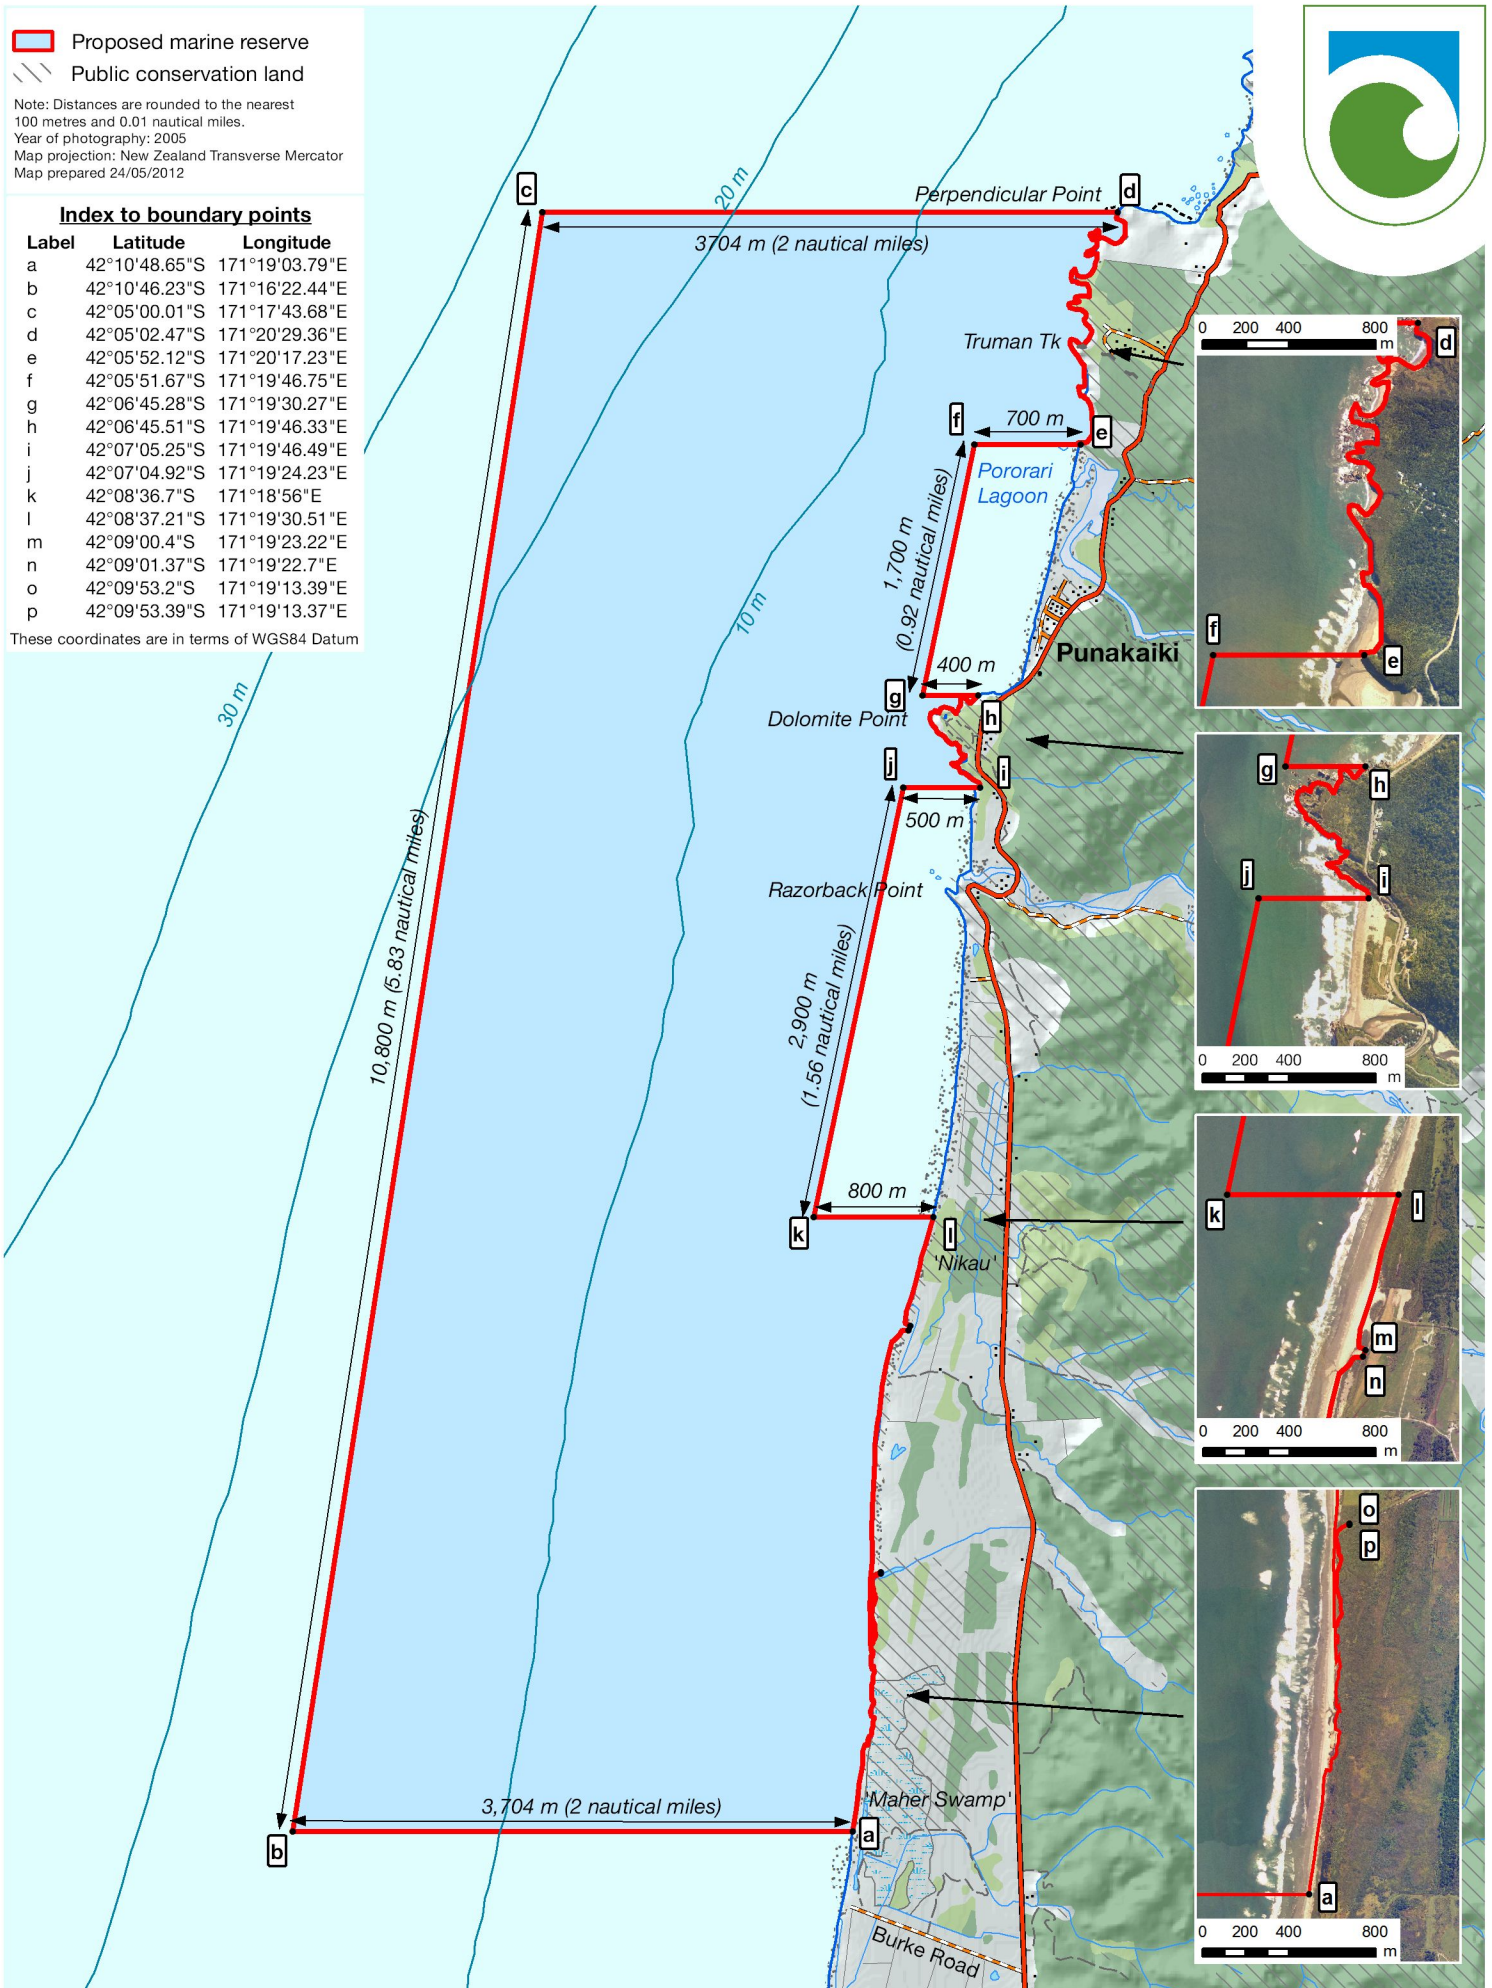 Proposed marine reserve
Public conservation land
Note: Distances are rounded to the nearest
100 metres and 0.01 nautical miles.
Year of photography: 2005
Map projection: New Zealand Transverse Mercator
Map prepared 24/05/2012
Index to boundary points
Label Latitude Longitude
a 42°10'48.65"S 171°19'03.79"E
b 42°10'46.23"S 171°16'22.44"E
c 42°05'00.01"S 171°17'43.68"E
d 42°05'02.47"S 171°20'29.36"E
e 42°05'52.12"S 171°20'17.23"E
f 42°05'51.67"S 171°19'46.75"E
g 42°06'45.28"S 171°19'30.27"E
h 42°06'45.51"S 171°19'46.33"E
i 42°07'05.25"S 171°19'46.49"E
j 42°07'04.92"S 171°19'24.23"E
k 42°08'36.7"S 171°18'56"E
l 42°08'37.21"S 171°19'30.51"E
m 42°09'00.4"S 171°19'23.22"E
n 42°09'01.37"S 171°19'22.7"E
o 42°09'53.2"S 171°19'13.39"E
p 42°09'53.39"S 171°19'13.37"E
These coordinates are in terms of WGS84 Datum
c
20 m
Perpendicular Point
d
3704 m (2 nautical miles)
Truman Tk
f
700 m
e
Pororari
Lagoon
1,700 m
(0.92 nautical miles)
10 m
Punakaiki
400 m
30 m
g
h
Dolomite Point
j
i
500 m
Razorback Point
10,800 m (5.83 nautical miles)
2,900 m
(1.56 nautical miles)
800 m
k
l
'Nikau'
'Maher Swamp'
3,704 m (2 nautical miles)
b
a
Burke Road
0 200 400 800
m
d
f
e
g
h
j
i
0 200 400 800
m
k
l
m
n
0 200 400 800
m
o
p
a
0 200 400 800
m